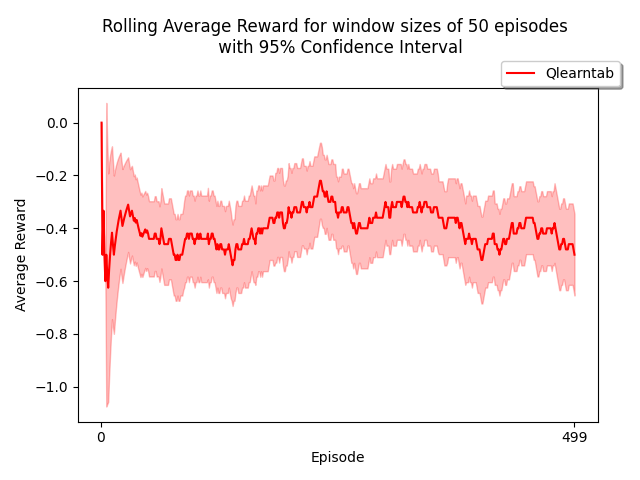 Rolling Average Reward for window sizes of 50 episodes
with 95% Confidence Interval
Qlearntab
0.0
−0.2
−0.4
−0.6
−0.8
−1.0
Average Reward
0
499
Episode